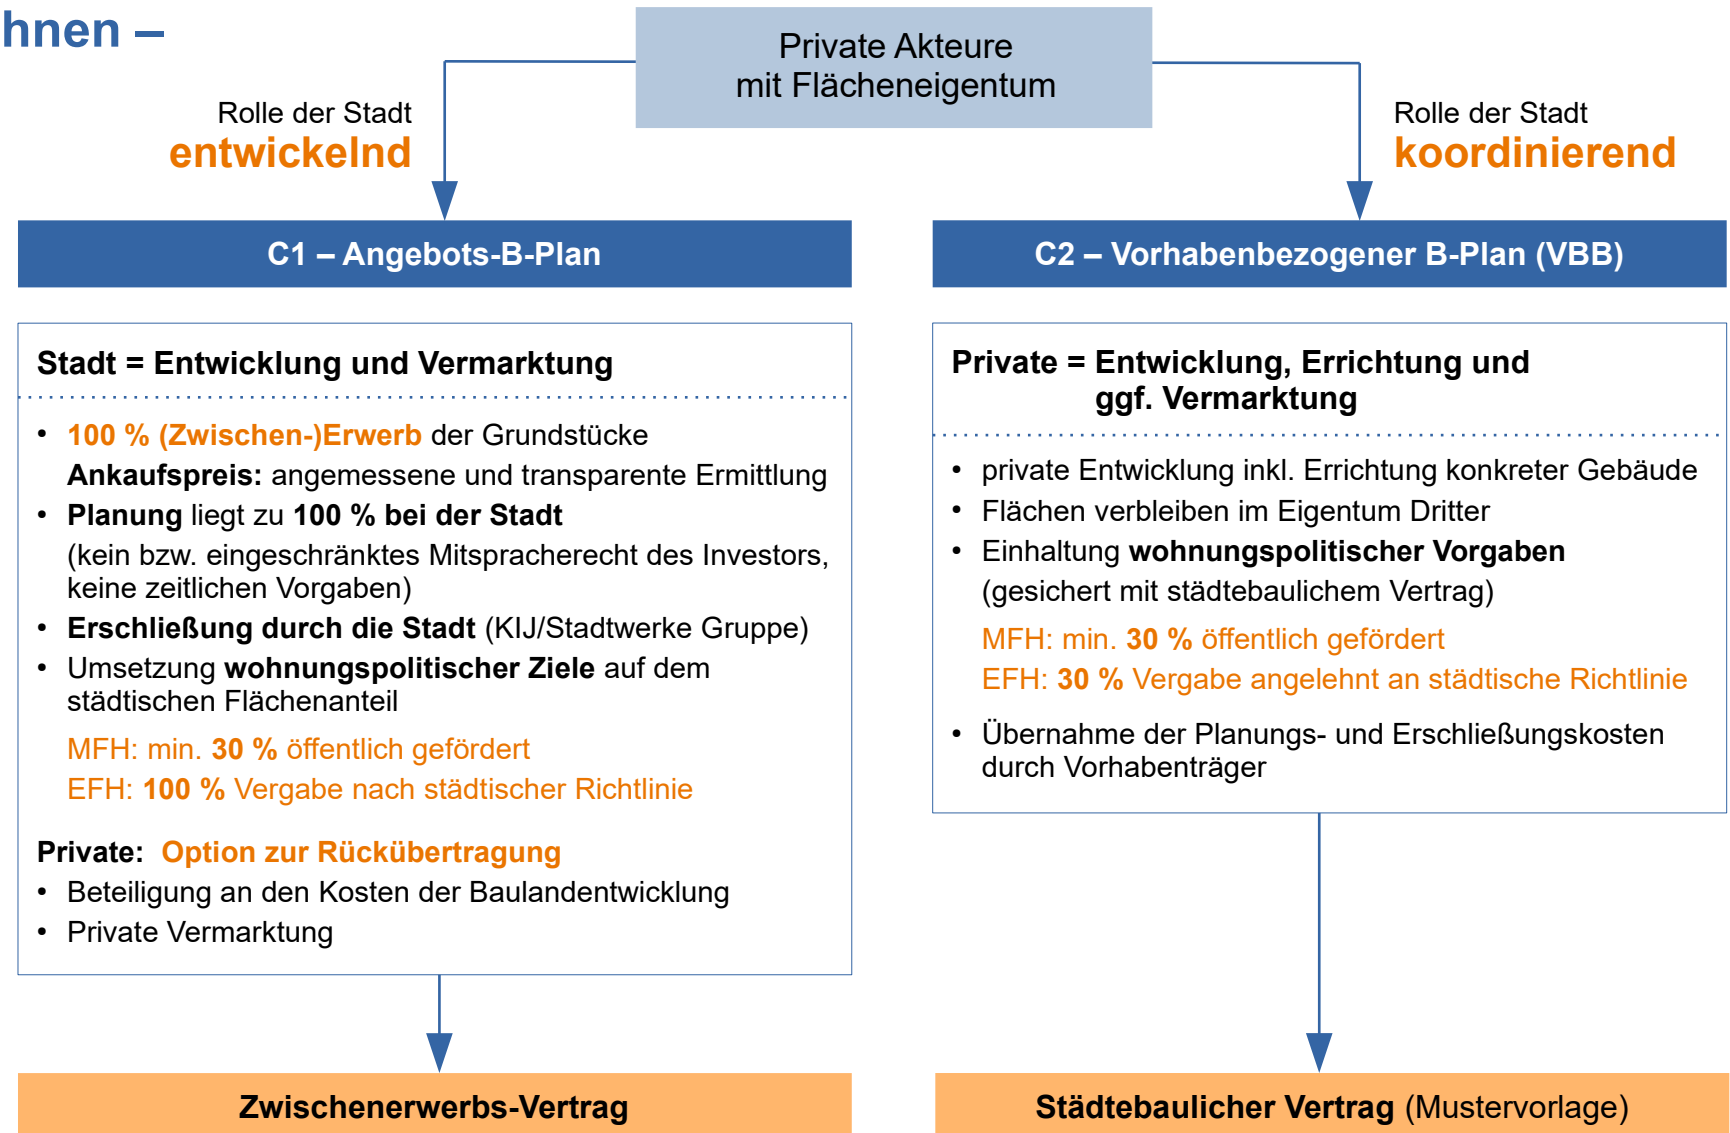 hnen –
Private Akteure
mit Flächeneigentum
Rolle der Stadt
entwickelnd
Rolle der Stadt
koordinierend
C1 – Angebots-B-Plan
Stadt = Entwicklung und Vermarktung
• 100 % (Zwischen-)Erwerb der Grundstücke
Ankaufspreis: angemessene und transparente Ermittlung
• Planung liegt zu 100 % bei der Stadt
(kein bzw. eingeschränktes Mitspracherecht des Investors,
keine zeitlichen Vorgaben)
• Erschließung durch die Stadt (KIJ/Stadtwerke Gruppe)
• Umsetzung wohnungspolitischer Ziele auf dem
städtischen Flächenanteil
MFH: min. 30 % öffentlich gefördert
EFH: 100 % Vergabe nach städtischer Richtlinie
Private: Option zur Rückübertragung
• Beteiligung an den Kosten der Baulandentwicklung
• Private Vermarktung
Zwischenerwerbs-Vertrag
C2 – Vorhabenbezogener B-Plan (VBB)
Private = Entwicklung, Errichtung und
ggf. Vermarktung
• private Entwicklung inkl. Errichtung konkreter Gebäude
• Flächen verbleiben im Eigentum Dritter
• Einhaltung wohnungspolitischer Vorgaben
(gesichert mit städtebaulichem Vertrag)
MFH: min. 30 % öffentlich gefördert
EFH: 30 % Vergabe angelehnt an städtische Richtlinie
• Übernahme der Planungs- und Erschließungskosten
durch Vorhabenträger
Städtebaulicher Vertrag (Mustervorlage)